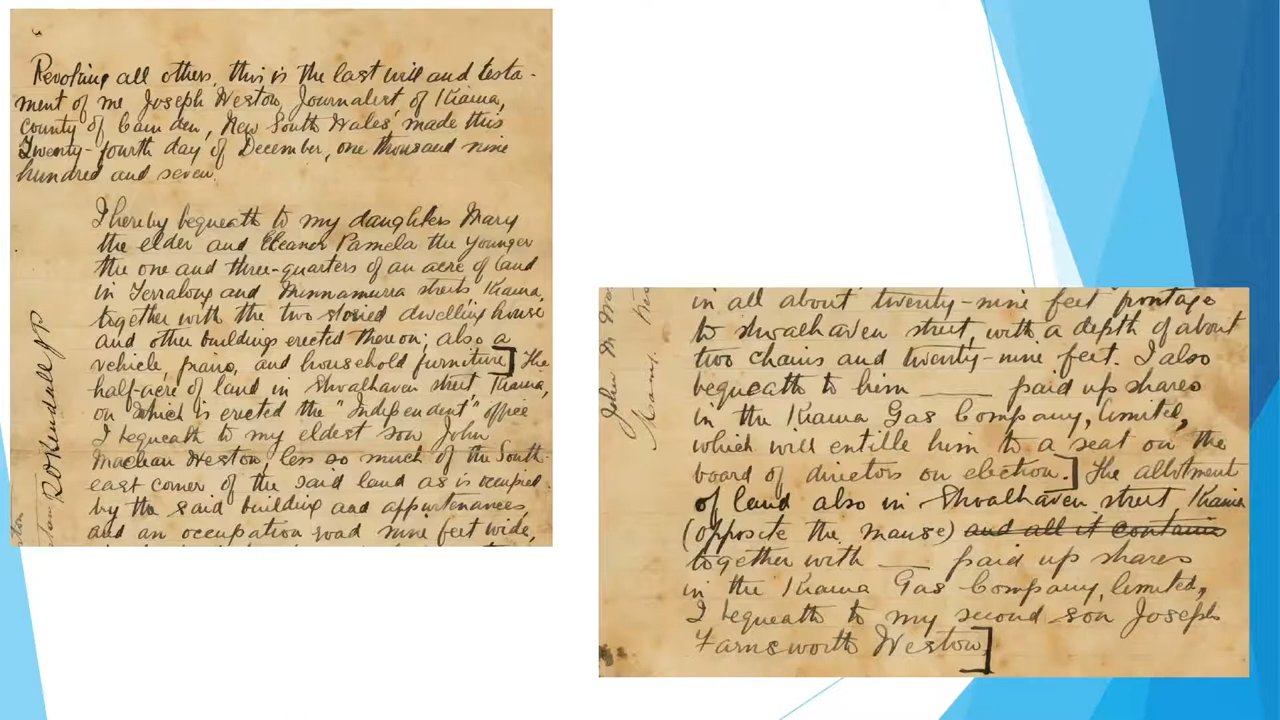 Revoking all others, this is the last will and testa-
ment of me Joseph Weston, Journalist of Kiama,
county of Camden, New South Wales, made this
Twenty-fourth day of December, one thousand nine
hundred and seven.
I hereby bequeath to my daughters Mary
the elder and Eleanor Pamela the younger
the one and three-quarters of an acre of land
in Terralong and Minnamurra streets Kiama,
together with the two storied dwelling house
and other buildings erected thereon; also a
vehicle, piano, and household furniture] The
half-acre of land in Shoalhaven street, Kiama,
on which is erected the "Independent" office
I bequeath to my eldest son John
Maclean Weston, less so much of the South-
east corner of the said land as is occupied
by the said building and appurtenances,
and an occupation road nine feet wide,
in all about twenty-nine feet frontage
to Shoalhaven street, with a depth of about
two chains and twenty-nine feet. I also
bequeath to him ____ paid up shares
in the Kiama Gas Company, limited,
which will entitle him to a seat on the
board of directors on election.] The allotment
of land also in Shoalhaven street, Kiama
(opposite the manse) and all it contains
together with ___ paid up shares
in the Kiama Gas Company, limited,
I bequeath to my second son Joseph
Farnsworth Weston]